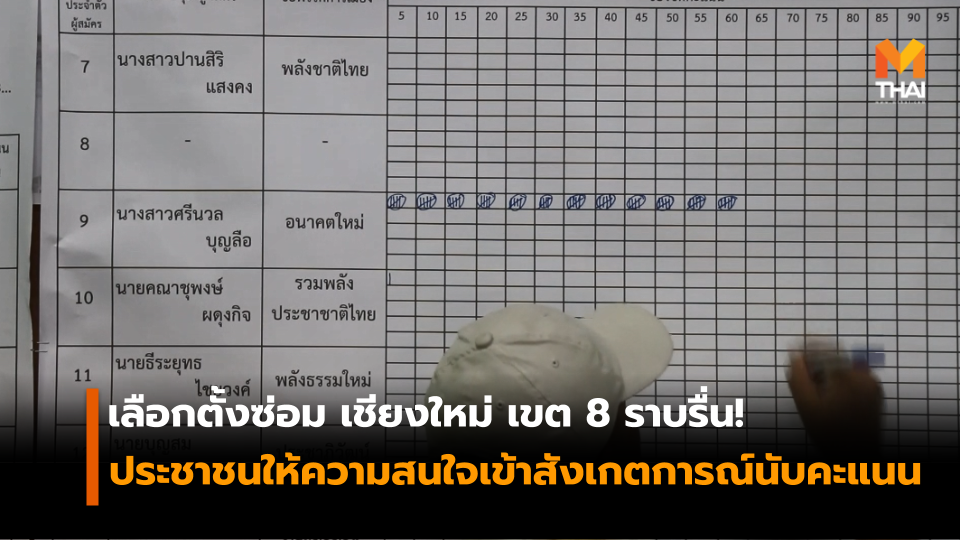 ประจำตัว
ผู้สมัคร
5 10 15 20 25 30 35 40 45 50 55 60 65 70 75 80 85 90 95
7 นางสาวปานสิริ แสงคง พลังชาติไทย
8 - -
9 นางสาวศรีนวล บุญลือ อนาคตใหม่
10 นายคณาชุพงษ์ ผดุงกิจ รวมพลัง ประชาชาติไทย
11 นายธีระยุทธ พลังธรรมใหม่
MTHAI
เลือกตั้งซ่อม เชียงใหม่ เขต 8 ราบรื่น!
ประชาชนให้ความสนใจเข้าสังเกตการณ์นับคะแนน